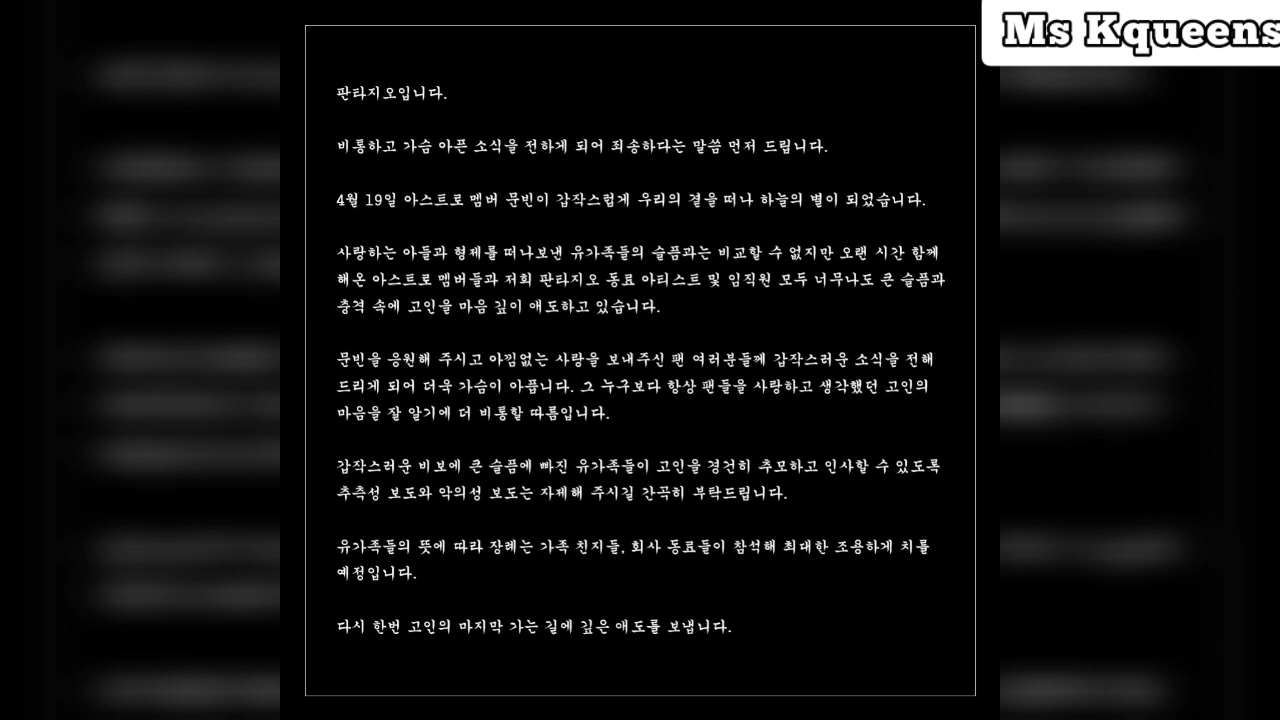 Ms Kqueens
판타지오입니다.
비통하고 가슴 아픈 소식을 전하게 되어 죄송하다는 말씀 먼저 드립니다.
4월 19일 아스트로 멤버 문빈이 갑작스럽게 우리의 곁을 떠나 하늘의 별이 되었습니다.
사랑하는 아들과 형제를 떠나보낸 유가족들의 슬픔과는 비교할 수 없지만 오랜 시간 함께
해온 아스트로 멤버들과 저희 판타지오 동료 아티스트 및 임직원 모두 너무나도 큰 슬픔과
충격 속에 고인을 마음 깊이 애도하고 있습니다.
문빈을 응원해 주시고 아낌없는 사랑을 보내주신 팬 여러분들께 갑작스러운 소식을 전해
드리게 되어 더욱 가슴이 아픕니다. 그 누구보다 항상 팬들을 사랑하고 생각했던 고인의
마음을 잘 알기에 더 비통할 따름입니다.
갑작스러운 비보에 큰 슬픔에 빠진 유가족들이 고인을 경건히 추모하고 인사할 수 있도록
추측성 보도와 악의성 보도는 자제해 주시길 간곡히 부탁드립니다.
유가족들의 뜻에 따라 장례는 가족 친지들, 회사 동료들이 참석해 최대한 조용하게 치를
예정입니다.
다시 한번 고인의 마지막 가는 길에 깊은 애도를 보냅니다.